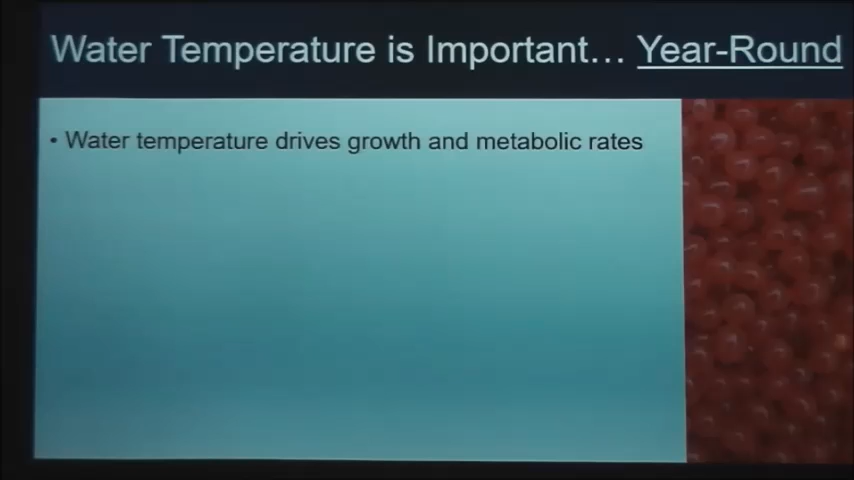 Water Temperature is Important… Year-Round
• Water temperature drives growth and metabolic rates